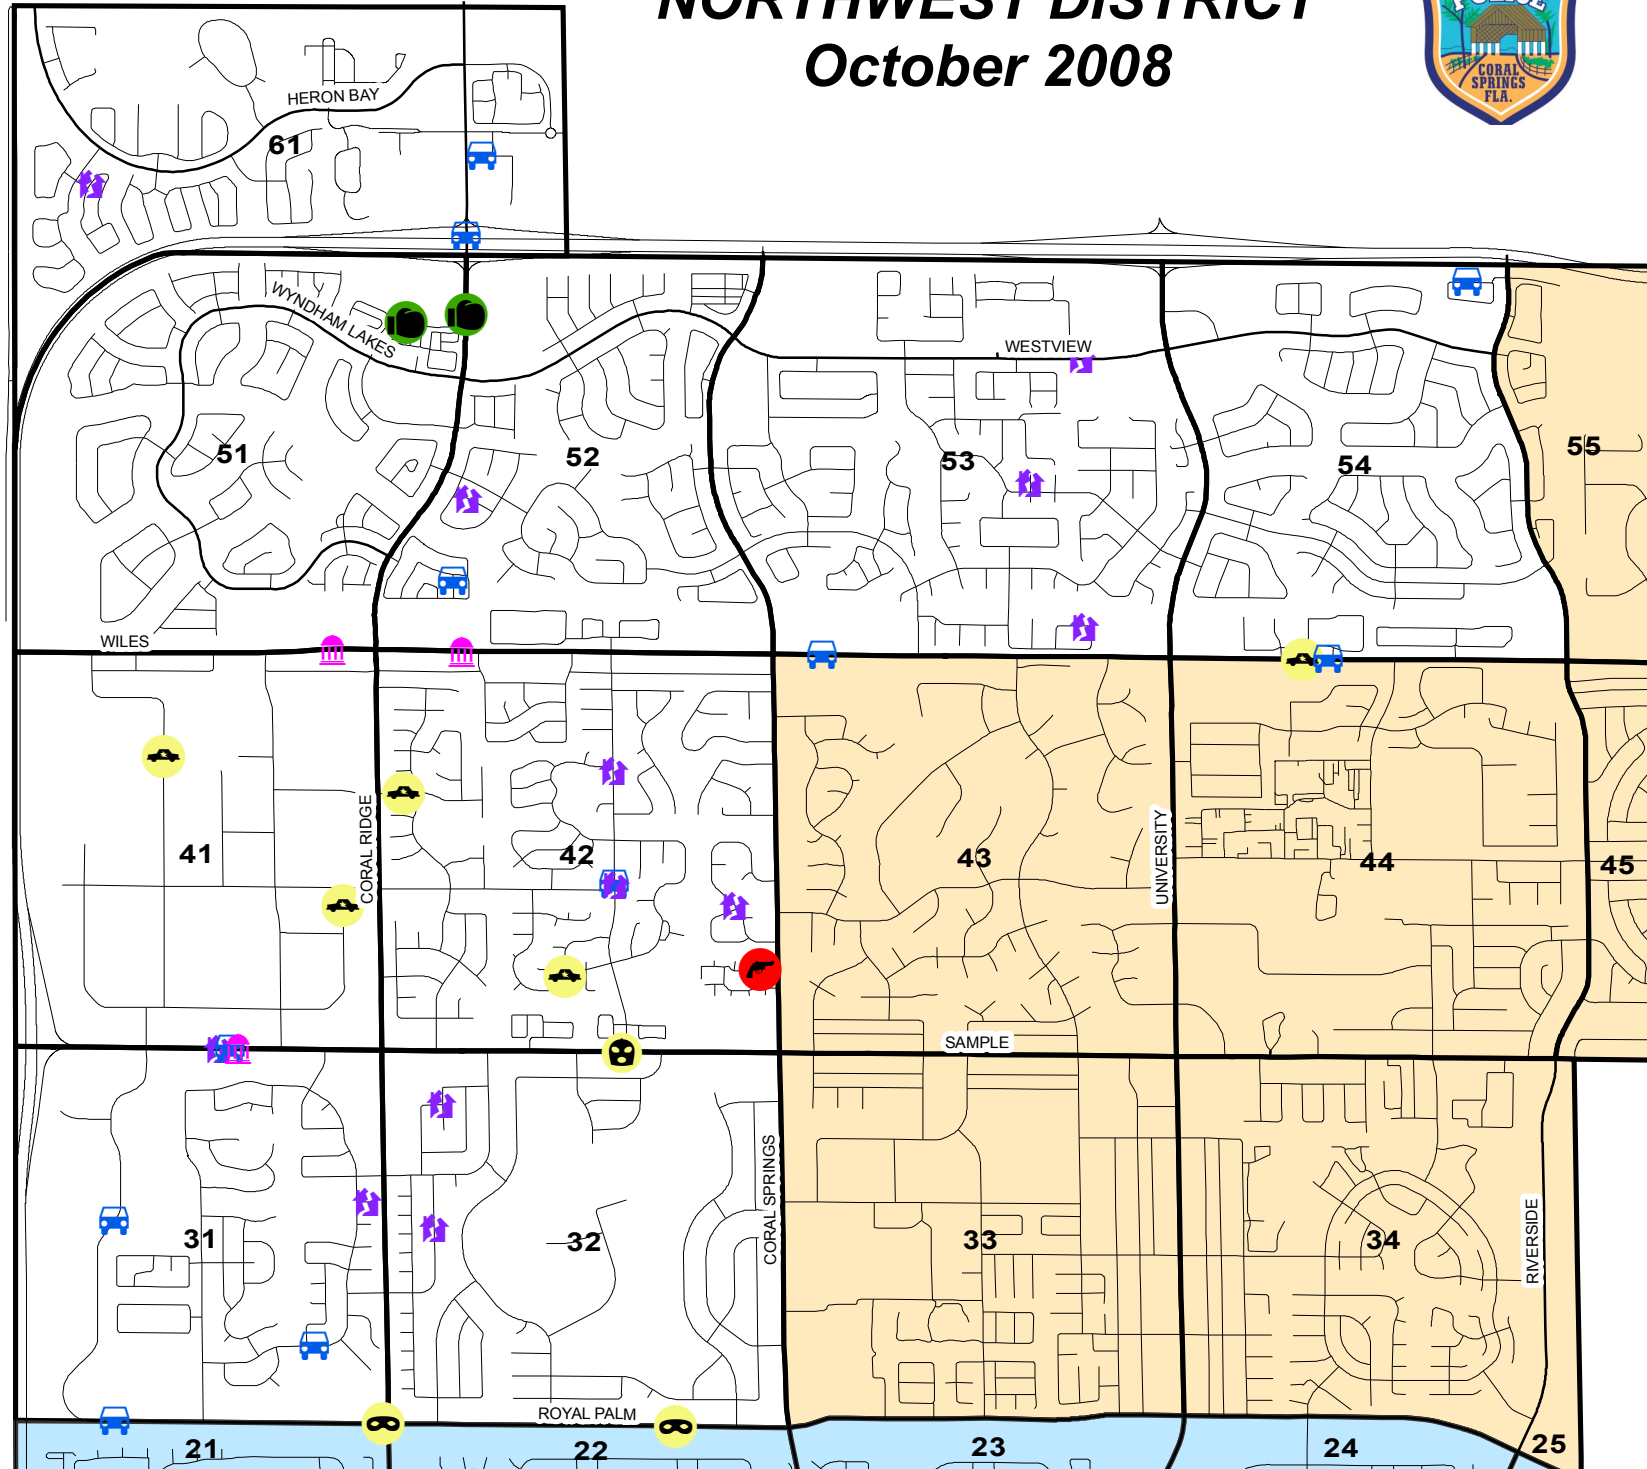 NORTHWEST DISTRICT
October 2008
POLICE
CORAL
SPRINGS
FLA.
HERON BAY
61
WYNDHAM LAKES
WESTVIEW
51
52
53
54
55
WILES
CORAL RIDGE
UNIVERSITY
41
42
43
44
45
SAMPLE
CORAL SPRINGS
RIVERSIDE
31
32
33
34
ROYAL PALM
21
22
23
24
25